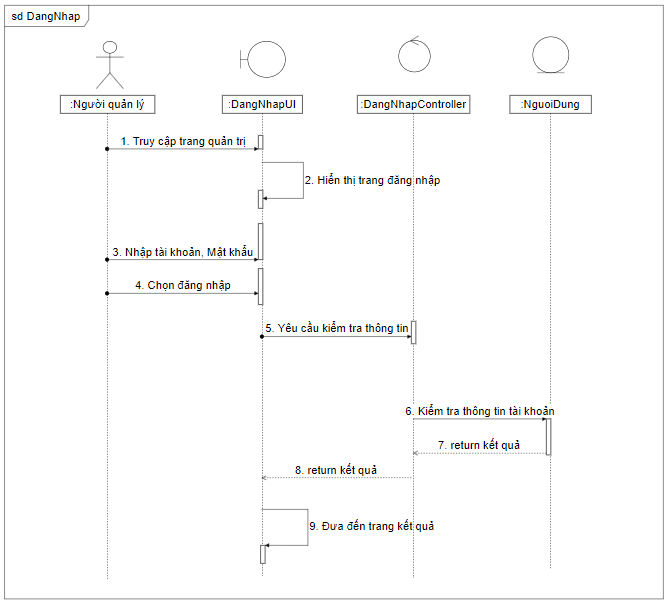 sd DangNhap
:Người quản lý
:DangNhapUI
:DangNhapController
:NguoiDung
1. Truy cập trang quản trị
2. Hiển thị trang đăng nhập
3. Nhập tài khoản, Mật khẩu
4. Chọn đăng nhập
5. Yêu cầu kiểm tra thông tin
6. Kiểm tra thông tin tài khoản
7. return kết quả
8. return kết quả
9. Đưa đến trang kết quả